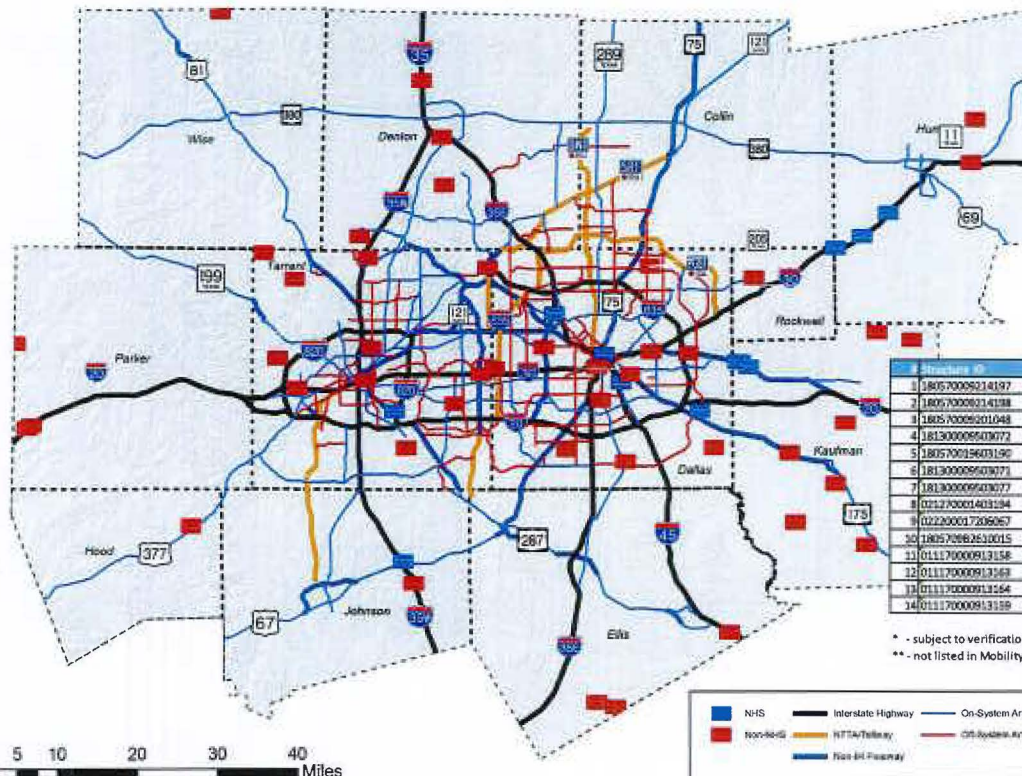 35
75
289
121
81
380
Wise
Denton
Collin
380
11
69
205
Tarrant
199
121
75
Rockwall
Parker
Kaufman
Dallas
175
Hood
377
287
45
67
Johnson
Ellis
# Structure ID
1 180570009214197
2 180570009214198
3 180570009201048
4 181300009503072
5 180570019603190
6 181300009503071
7 181300009503077
8 021270001403194
9 022200017206067
10 180570982610015
11 011170000913158
12 011170000913163
13 011170000913164
14 011170000913159
* - subject to verificatio
** - not listed in Mobility
NHS
Interstate Highway
On-System Ar
Non-NHS
NTTA/Tollway
Off-System Ar
Non-IH Freeway
5 10 20 30 40
Miles